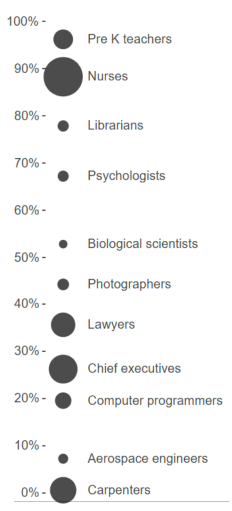 100%
Pre K teachers
90%
Nurses
80%
Librarians
70%
Psychologists
60%
Biological scientists
50%
Photographers
40%
Lawyers
30%
Chief executives
20%
Computer programmers
10%
Aerospace engineers
0%
Carpenters